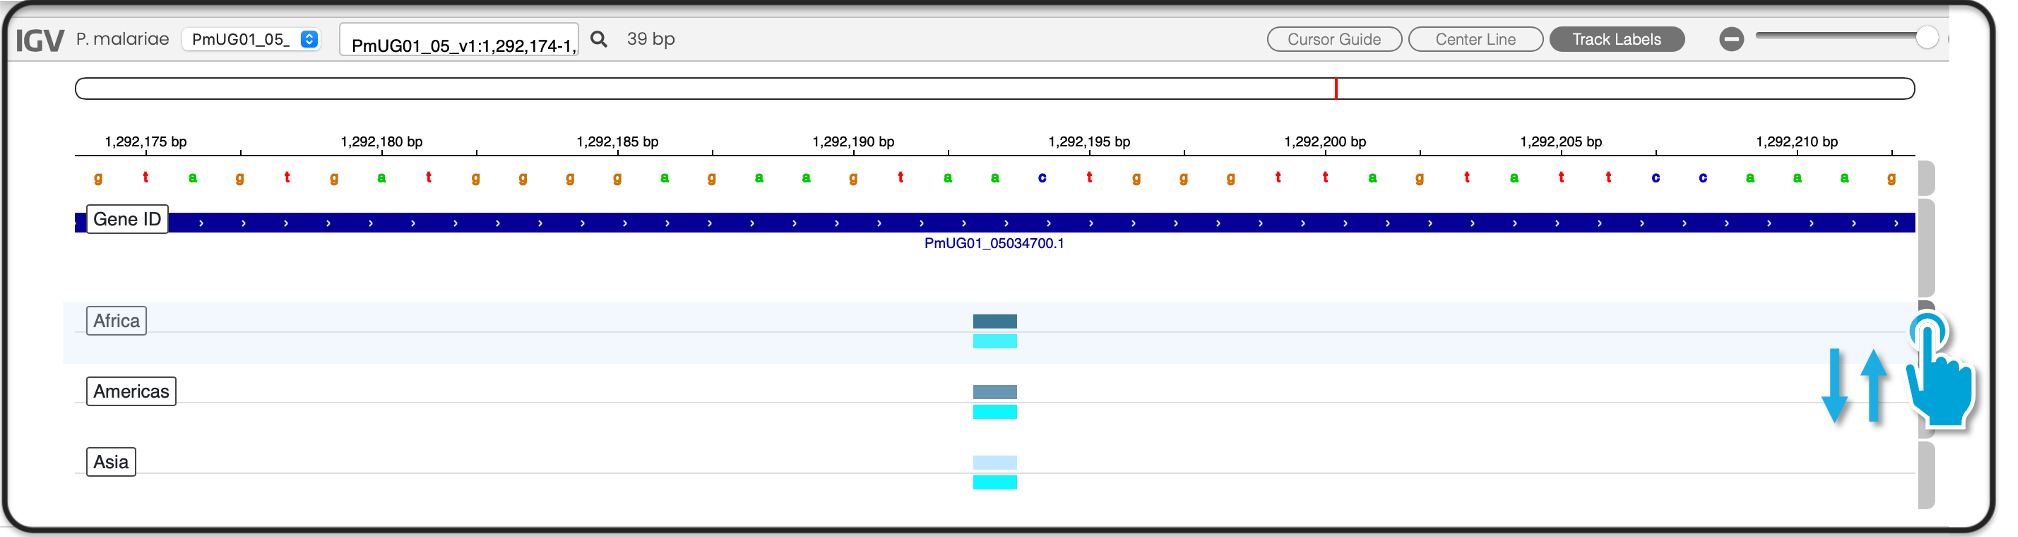 IGV P. malariae PmUG01_05_ PmUG01_05_v1:1,292,174-1, 39 bp Cursor Guide Center Line Track Labels
1,292,175 bp 1,292,180 bp 1,292,185 bp 1,292,190 bp 1,292,195 bp 1,292,200 bp 1,292,205 bp 1,292,210 bp
g t a g t g a t g g g g a g a a g t a a c t g g g t t a g t a t t c c a a a g
Gene ID
PmUG01_05034700.1
Africa
Americas
Asia